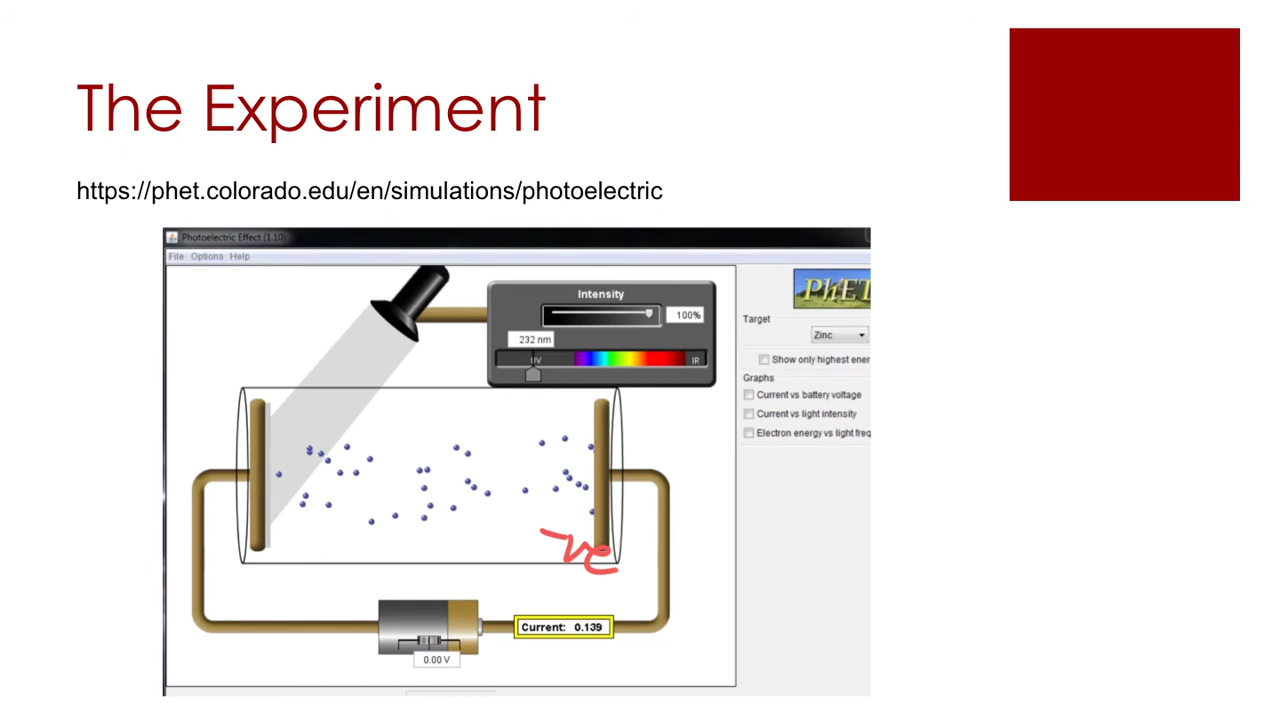 The Experiment
https://phet.colorado.edu/en/simulations/photoelectric
Photoelectric Effect (1.10)
File Options Help
Intensity
100%
232 nm
UV
IR
PhET
Target
Zinc
Show only highest ener
Graphs
Current vs battery voltage
Current vs light intensity
Electron energy vs light freq
-ve
Current: 0.139
0.00 V